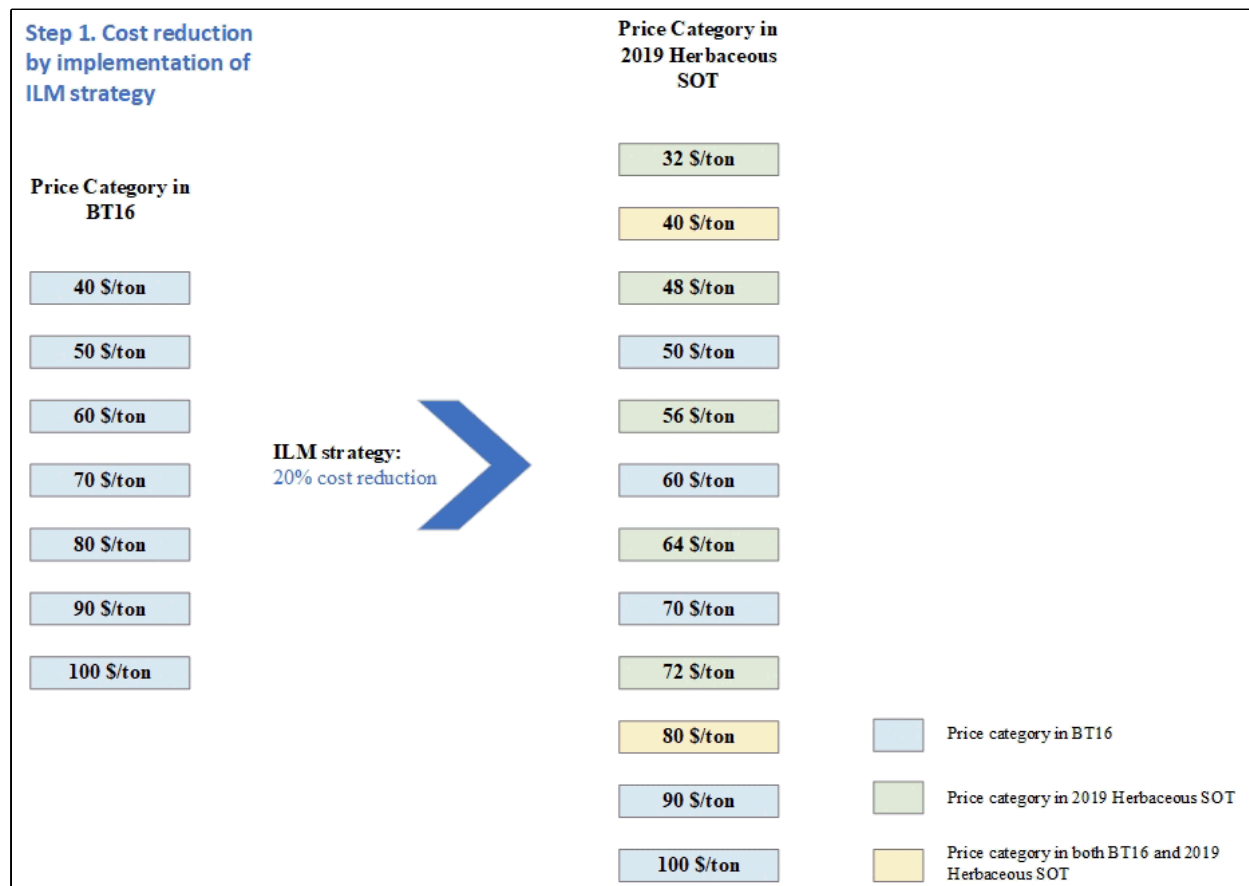 Step 1. Cost reduction
by implementation of
ILM strategy
Price Category in
BT16
40 $/ton
50 $/ton
60 $/ton
70 $/ton
80 $/ton
90 $/ton
100 $/ton
ILM strategy:
20% cost reduction
Price Category in
2019 Herbaceous
SOT
32 $/ton
40 $/ton
48 $/ton
50 $/ton
56 $/ton
60 $/ton
64 $/ton
70 $/ton
72 $/ton
80 $/ton
90 $/ton
100 $/ton
Price category in BT16
Price category in 2019 Herbaceous SOT
Price category in both BT16 and 2019
Herbaceous SOT